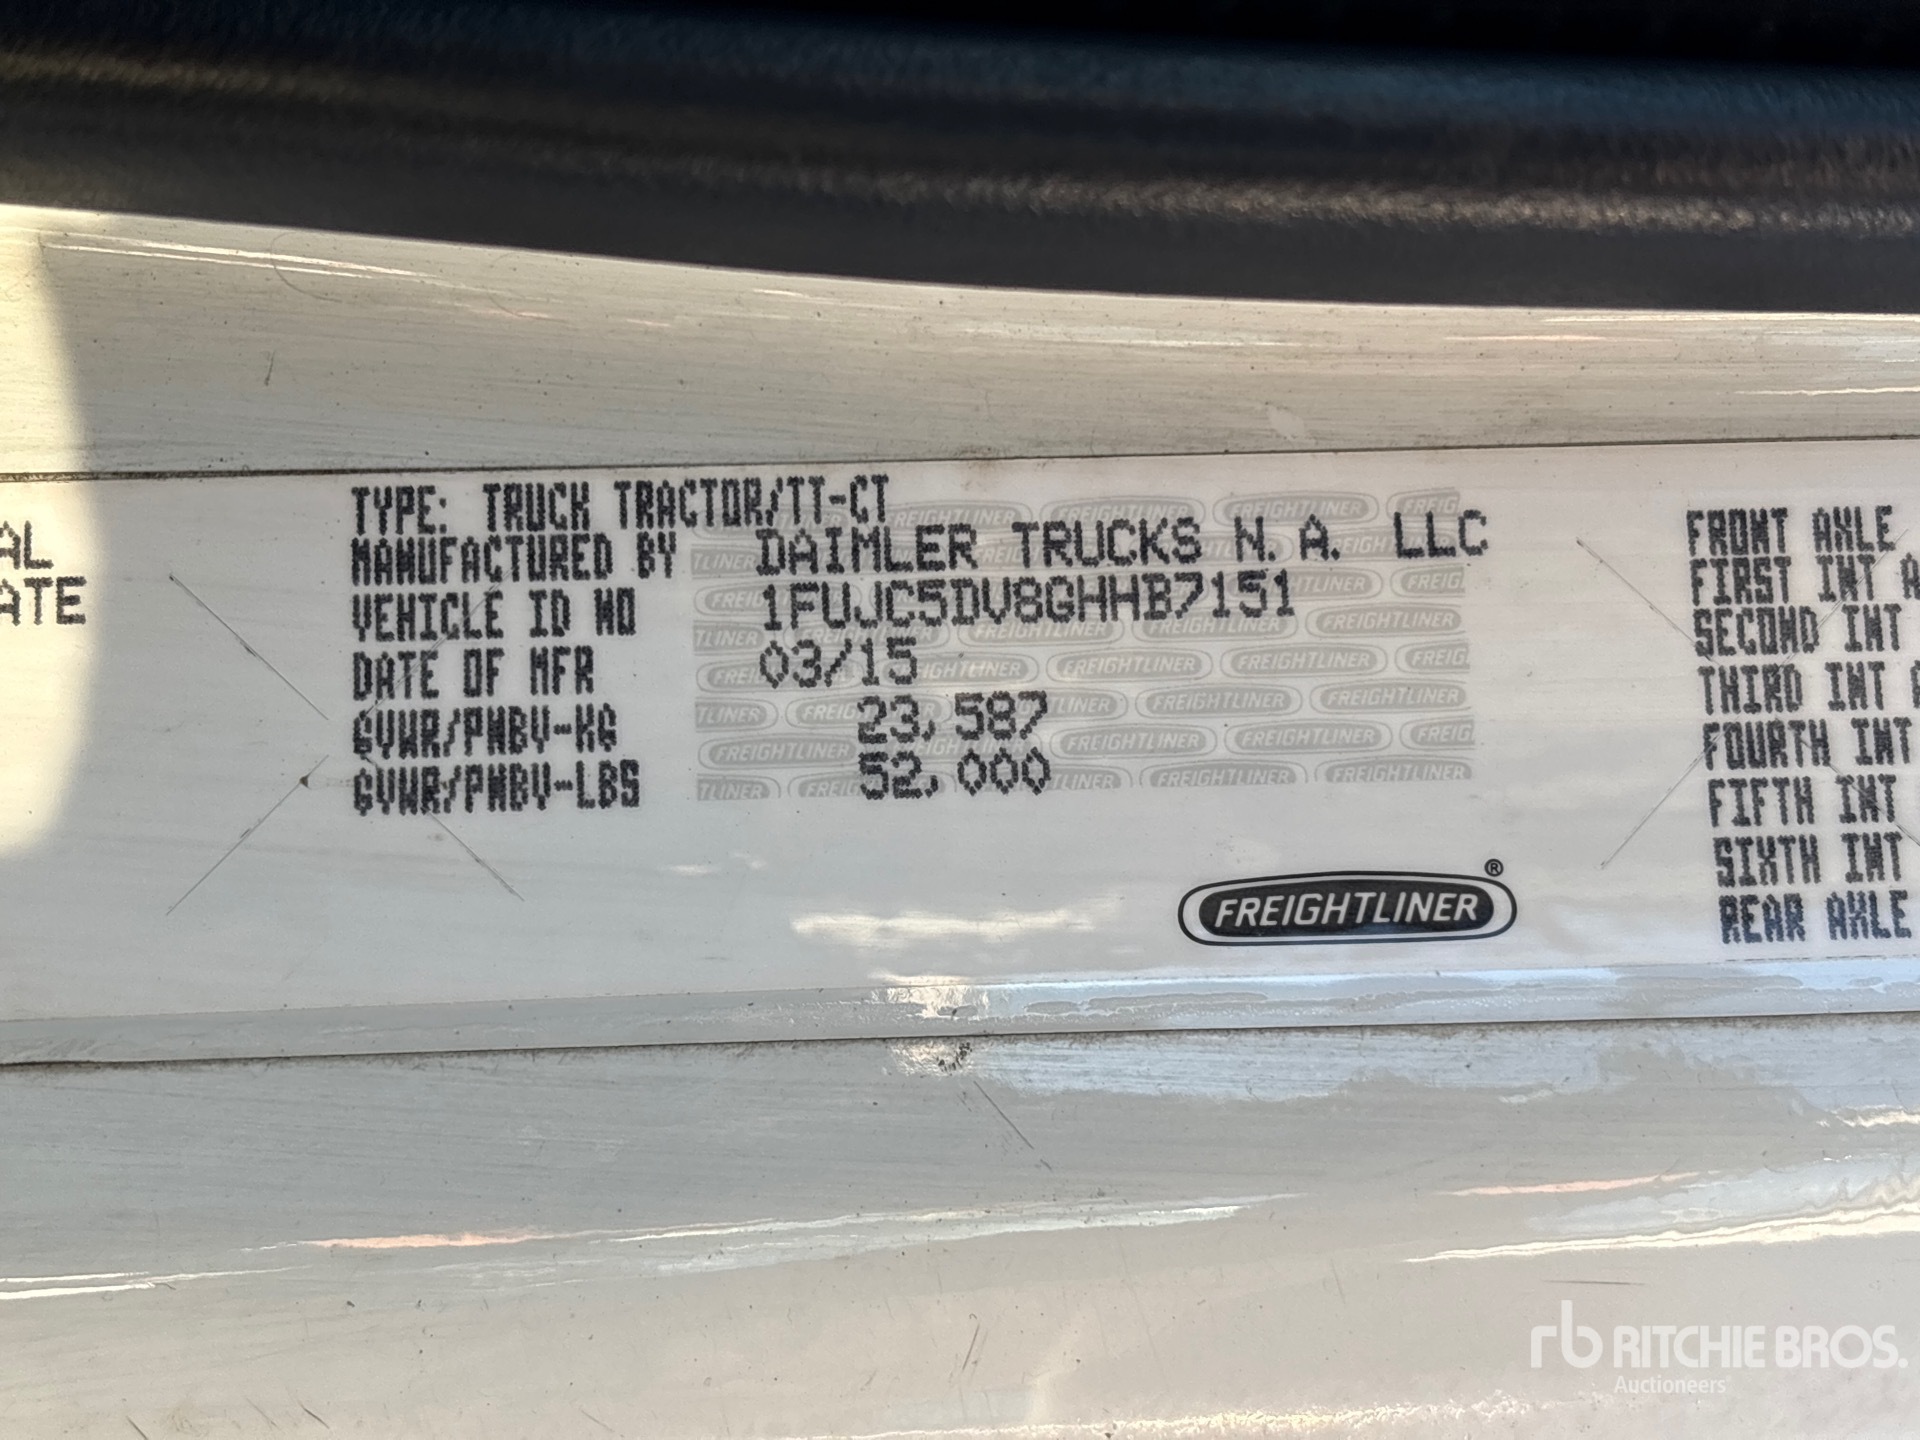 AL
ATE
TYPE: TRUCK TRACTOR/TT-CT
MANUFACTURED BY DAIMLER TRUCKS N.A. LLC
VEHICLE ID NO 1FUJC5DV8GHHB7151
DATE OF MFR 03/15
GVWR/PNBV-KG 23,587
GVWR/PNBV-LBS 52,000
FREIGHTLINER®
FRONT AXLE
FIRST INT A
SECOND INT
THIRD INT A
FOURTH INT
FIFTH INT
SIXTH INT
REAR AXLE
rb RITCHIE BROS.
Auctioneers